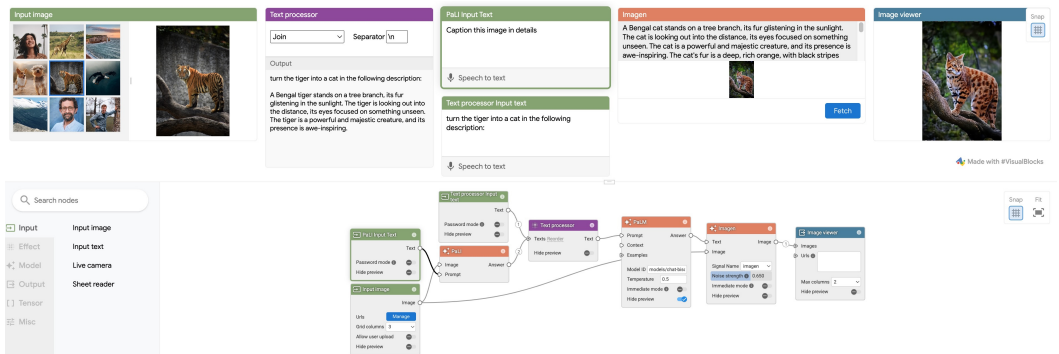 Input image
Text processor
Join
Separator \n
Output
turn the tiger into a cat in the following description:
A Bengal tiger stands on a tree branch, its fur
glistening in the sunlight. The tiger is looking out into
the distance, its eyes focused on something unseen.
The tiger is a powerful and majestic creature, and its
presence is awe-inspiring.
PaLI Input Text
Caption this image in details
Speech to text
Text processor Input text
turn the tiger into a cat in the following
description:
Speech to text
Imagen
A Bengal cat stands on a tree branch, its fur glistening in the sunlight.
The cat is looking out into the distance, its eyes focused on something
unseen. The cat is a powerful and majestic creature, and its presence is
awe-inspiring. The cat's fur is a deep, rich orange, with black stripes
Fetch
Image viewer
Snap
Made with #VisualBlocks
Search nodes
Input
Effect
Model
Output
Tensor
Misc
Input image
Input text
Live camera
Sheet reader
PaLI Input Text
Text
Password mode
Hide preview
Input image
Image
Urls
Manage
Grid columns 3
Allow user upload
Hide preview
Text processor Input
text
Text
Password mode
Hide preview
PaLI
Image
Answer
Prompt
Text processor
Texts Reorder
Text
Hide preview
PaLM
Prompt
Answer
Context
Examples
Model ID models/chat-biso
Temperature 0.5
Immediate mode
Hide preview
Imagen
Text
Image
Image
Signal Name imagen
Noise strength 0.693
Immediate mode
Hide preview
Image viewer
Images
Urls
Max columns 2
Hide preview
Snap
Fit